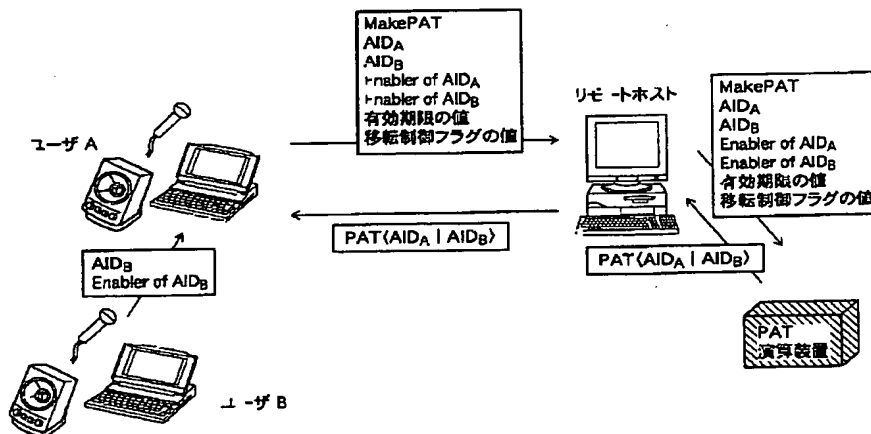 MakePAT
AIDA
AIDB
Enabler of AIDA
Enabler of AIDB
有効期限の値
移転制御フラグの値
リモートホスト
MakePAT
AIDA
AIDB
Enabler of AIDA
Enabler of AIDB
有効期限の値
移転制御フラグの値
ユーザ A
PAT⟨AIDA | AIDB⟩
PAT⟨AIDA | AIDB⟩
AIDB
Enabler of AIDB
PAT
演算装置
ユーザ B